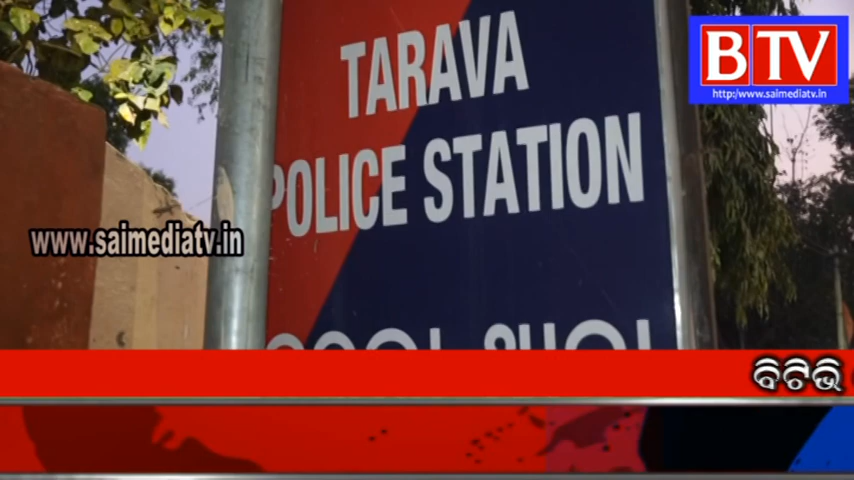 TARAVA
POLICE STATION
BTV
http:/www.saimediatv.in
www.saimediatv.in
ବିଟିଭି